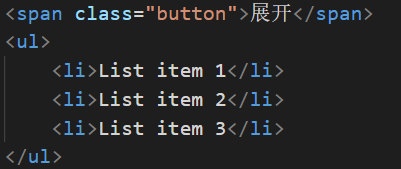 <span class="button">展开</span>
<ul>
    <li>List item 1</li>
    <li>List item 2</li>
    <li>List item 3</li>
</ul>